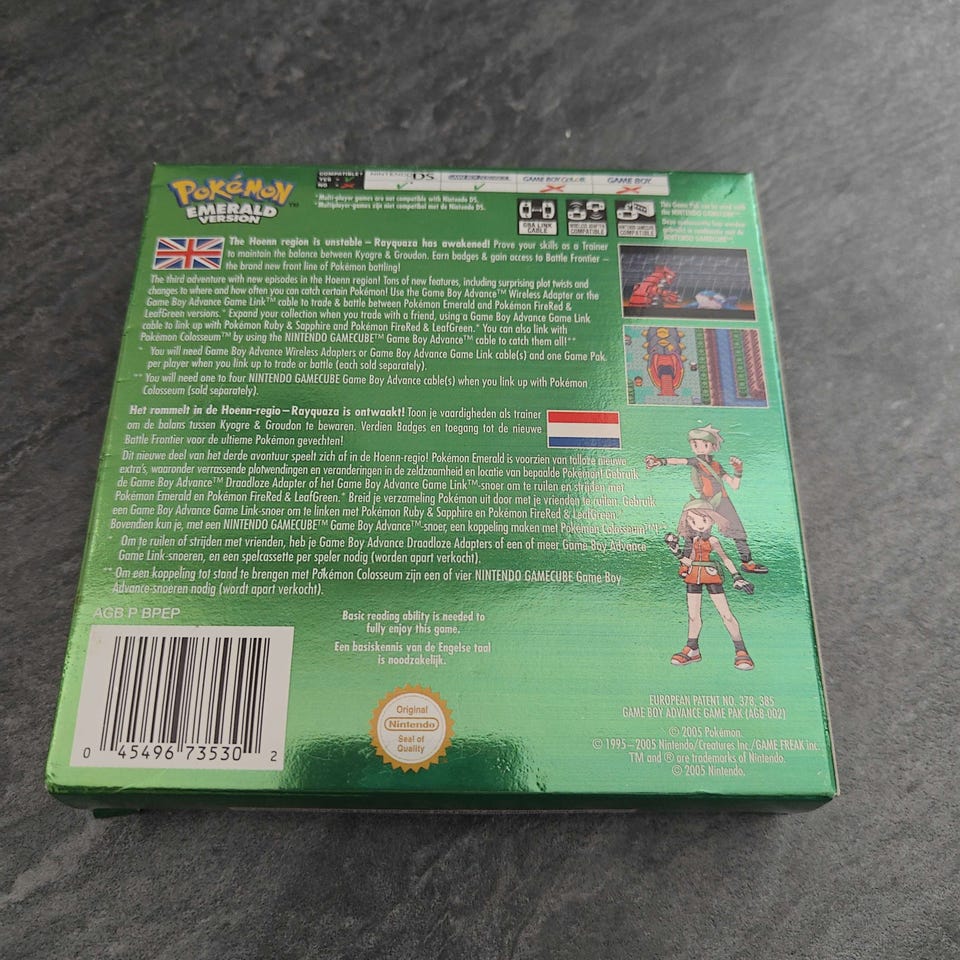 POKéMON™
EMERALD
VERSION
COMPATIBLE?
YES = ✓
NO = ✗
NINTENDO DS
GAME BOY ADVANCE
GAME BOY COLOR
GAME BOY
*Multi-player games are not compatible with Nintendo DS.
*Multiplayer-games zijn niet compatibel met de Nintendo DS.
GBA LINK
CABLE
WIRELESS ADAPTER
COMPATIBLE
NINTENDO GAMECUBE
COMPATIBLE
This Game Pak can be used with
the NINTENDO GAMECUBE™.
NINTENDO GAMECUBE™.
The Hoenn region is unstable – Rayquaza has awakened! Prove your skills as a Trainer
to maintain the balance between Kyogre & Groudon. Earn badges & gain access to Battle Frontier –
the brand new front line of Pokémon battling!
The third adventure with new episodes in the Hoenn region! Tons of new features, including surprising plot twists and
changes to where and how often you can catch certain Pokémon! Use the Game Boy Advance™ Wireless Adapter or the
Game Boy Advance Game Link™ cable to trade & battle between Pokémon Emerald and Pokémon FireRed &
LeafGreen versions.* Expand your collection when you trade with a friend, using a Game Boy Advance Game Link
cable to link up with Pokémon Ruby & Sapphire and Pokémon FireRed & LeafGreen.* You can also link with
Pokémon Colosseum™ by using the NINTENDO GAMECUBE™ Game Boy Advance™ cable to catch them all!**
* You will need Game Boy Advance Wireless Adapters or Game Boy Advance Game Link cable(s) and one Game Pak
per player when you link up to trade or battle (each sold separately).
** You will need one to four NINTENDO GAMECUBE Game Boy Advance cable(s) when you link up with Pokémon
Colosseum (sold separately).
Het rommelt in de Hoenn-regio – Rayquaza is ontwaakt! Toon je vaardigheden als trainer
om de balans tussen Kyogre & Groudon te bewaren. Verdien Badges en toegang tot de nieuwe
Battle Frontier voor de ultieme Pokémon gevechten!
Dit nieuwe deel van het derde avontuur speelt zich af in de Hoenn-regio! Pokémon Emerald is voorzien van talloze nieuwe
extra's, waaronder verrassende plotwendingen en veranderingen in de zeldzaamheid en locatie van bepaalde Pokémon! Gebruik
de Game Boy Advance™ Draadloze Adapter of het Game Boy Advance Game Link™-snoer om te ruilen en strijden met
Pokémon Emerald en Pokémon FireRed & LeafGreen.* Breid je verzameling Pokémon uit door met je vrienden te ruilen. Gebruik
een Game Boy Advance Game Link-snoer om te linken met Pokémon Ruby & Sapphire en Pokémon FireRed & LeafGreen.*
Bovendien kun je, met een NINTENDO GAMECUBE™ Game Boy Advance™-snoer, een koppeling maken met Pokémon Colosseum™!**
* Om te ruilen of strijden met vrienden, heb je Game Boy Advance Draadloze Adapters of een of meer Game Boy Advance
Game Link-snoeren, en een spelcassette per speler nodig (worden apart verkocht).
** Om een koppeling tot stand te brengen met Pokémon Colosseum zijn een of vier NINTENDO GAMECUBE Game Boy
Advance-snoeren nodig (wordt apart verkocht).
AGB P BPEP
Basic reading ability is needed to
fully enjoy this game.
Een basiskennis van de Engelse taal
is noodzakelijk.
0 45496 73530 2
Original
Nintendo
Seal of
Quality
EUROPEAN PATENT NO. 378, 385
GAME BOY ADVANCE GAME PAK (AGB-002)
© 2005 Pokémon.
© 1995–2005 Nintendo/Creatures Inc./GAME FREAK inc.
TM and ® are trademarks of Nintendo.
© 2005 Nintendo.